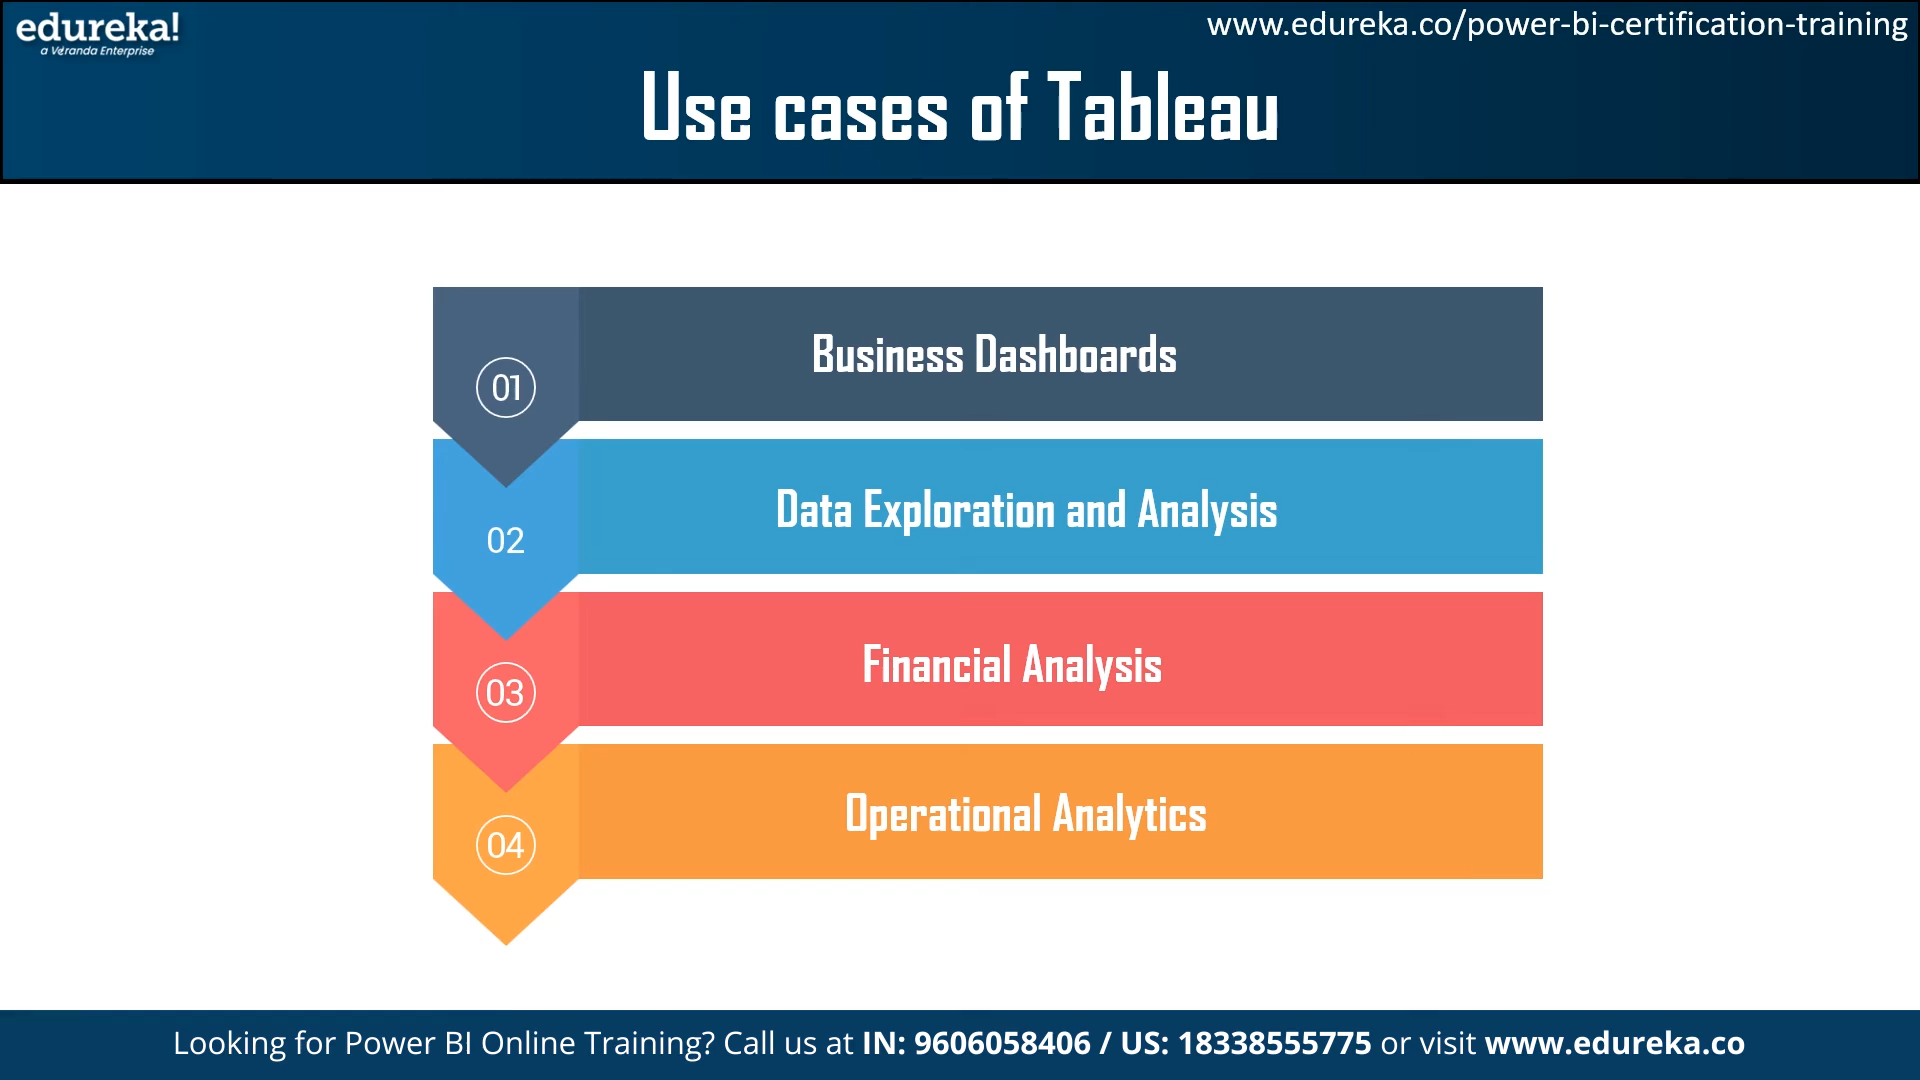 edureka!
a Veranda Enterprise
www.edureka.co/power-bi-certification-training
Use cases of Tableau
01
Business Dashboards
02
Data Exploration and Analysis
03
Financial Analysis
04
Operational Analytics
Looking for Power BI Online Training? Call us at IN: 9606058406 / US: 18338555775 or visit www.edureka.co